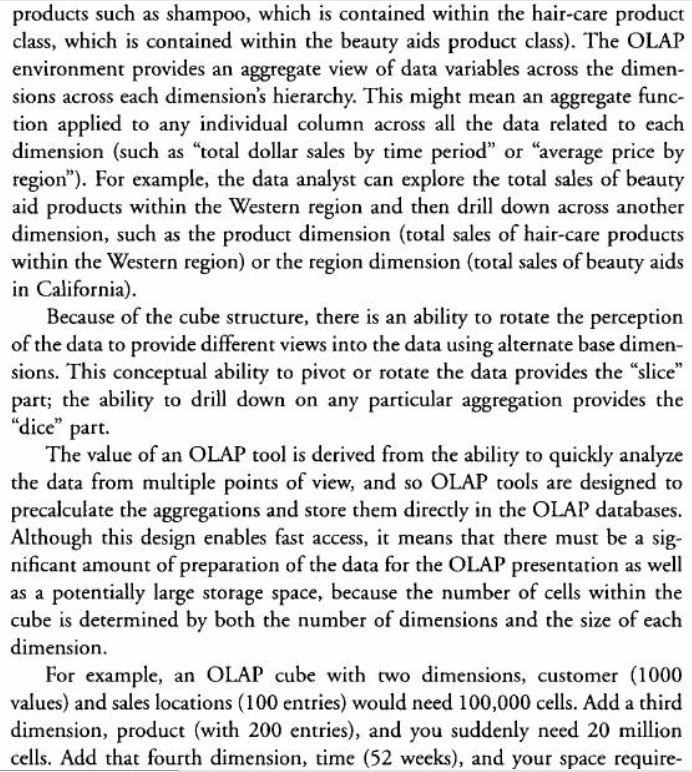 products such as shampoo, which is contained within the hair-care product
class, which is contained within the beauty aids product class). The OLAP
environment provides an aggregate view of data variables across the dimen-
sions across each dimension's hierarchy. This might mean an aggregate func-
tion applied to any individual column across all the data related to each
dimension (such as “total dollar sales by time period” or “average price by
region”). For example, the data analyst can explore the total sales of beauty
aid products within the Western region and then drill down across another
dimension, such as the product dimension (total sales of hair-care products
within the Western region) or the region dimension (total sales of beauty aids
in California).
Because of the cube structure, there is an ability to rotate the perception
of the data to provide different views into the data using alternate base dimen-
sions. This conceptual ability to pivot or rotate the data provides the “slice”
part; the ability to drill down on any particular aggregation provides the
“dice” part.
The value of an OLAP tool is derived from the ability to quickly analyze
the data from multiple points of view, and so OLAP tools are designed to
precalculate the aggregations and store them directly in the OLAP databases.
Although this design enables fast access, it means that there must be a sig-
nificant amount of preparation of the data for the OLAP presentation as well
as a potentially large storage space, because the number of cells within the
cube is determined by both the number of dimensions and the size of each
dimension.
For example, an OLAP cube with two dimensions, customer (1000
values) and sales locations (100 entries) would need 100,000 cells. Add a third
dimension, product (with 200 entries), and you suddenly need 20 million
cells. Add that fourth dimension, time (52 weeks), and your space require-